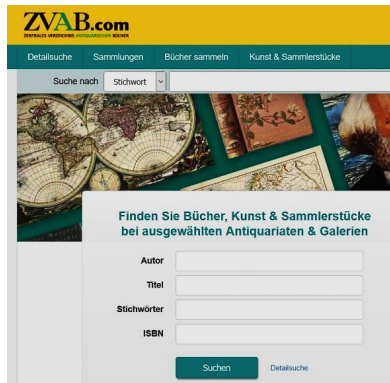 ZVAB.com
ZENTRALES VERZEICHNIS ANTIQUARISCHER BÜCHER
Detailsuche Sammlungen Bücher sammeln Kunst & Sammlerstücke
Suche nach Stichwort
Finden Sie Bücher, Kunst & Sammlerstücke
bei ausgewählten Antiquariaten & Galerien
Autor
Titel
Stichwörter
ISBN
Suchen Detailsuche